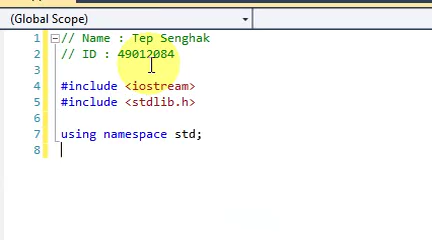 (Global Scope)
1 // Name : Tep Senghak
2 // ID : 49012084
3
4 #include <iostream>
5 #include <stdlib.h>
6
7 using namespace std;
8